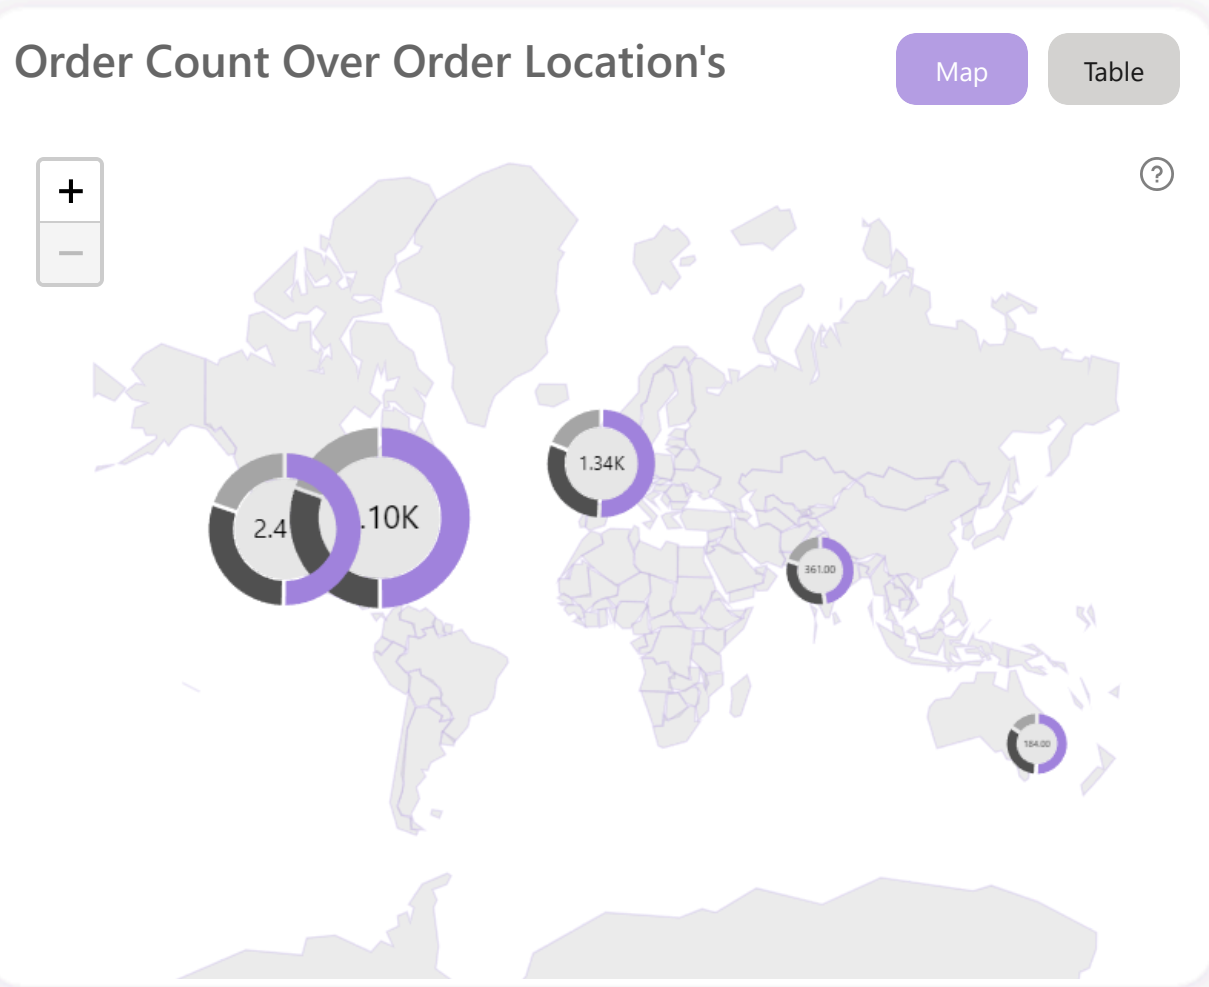 Order Count Over Order Location's
Map
Table
+
−
?
1.34K
2.4
.10K
361.00
184.00